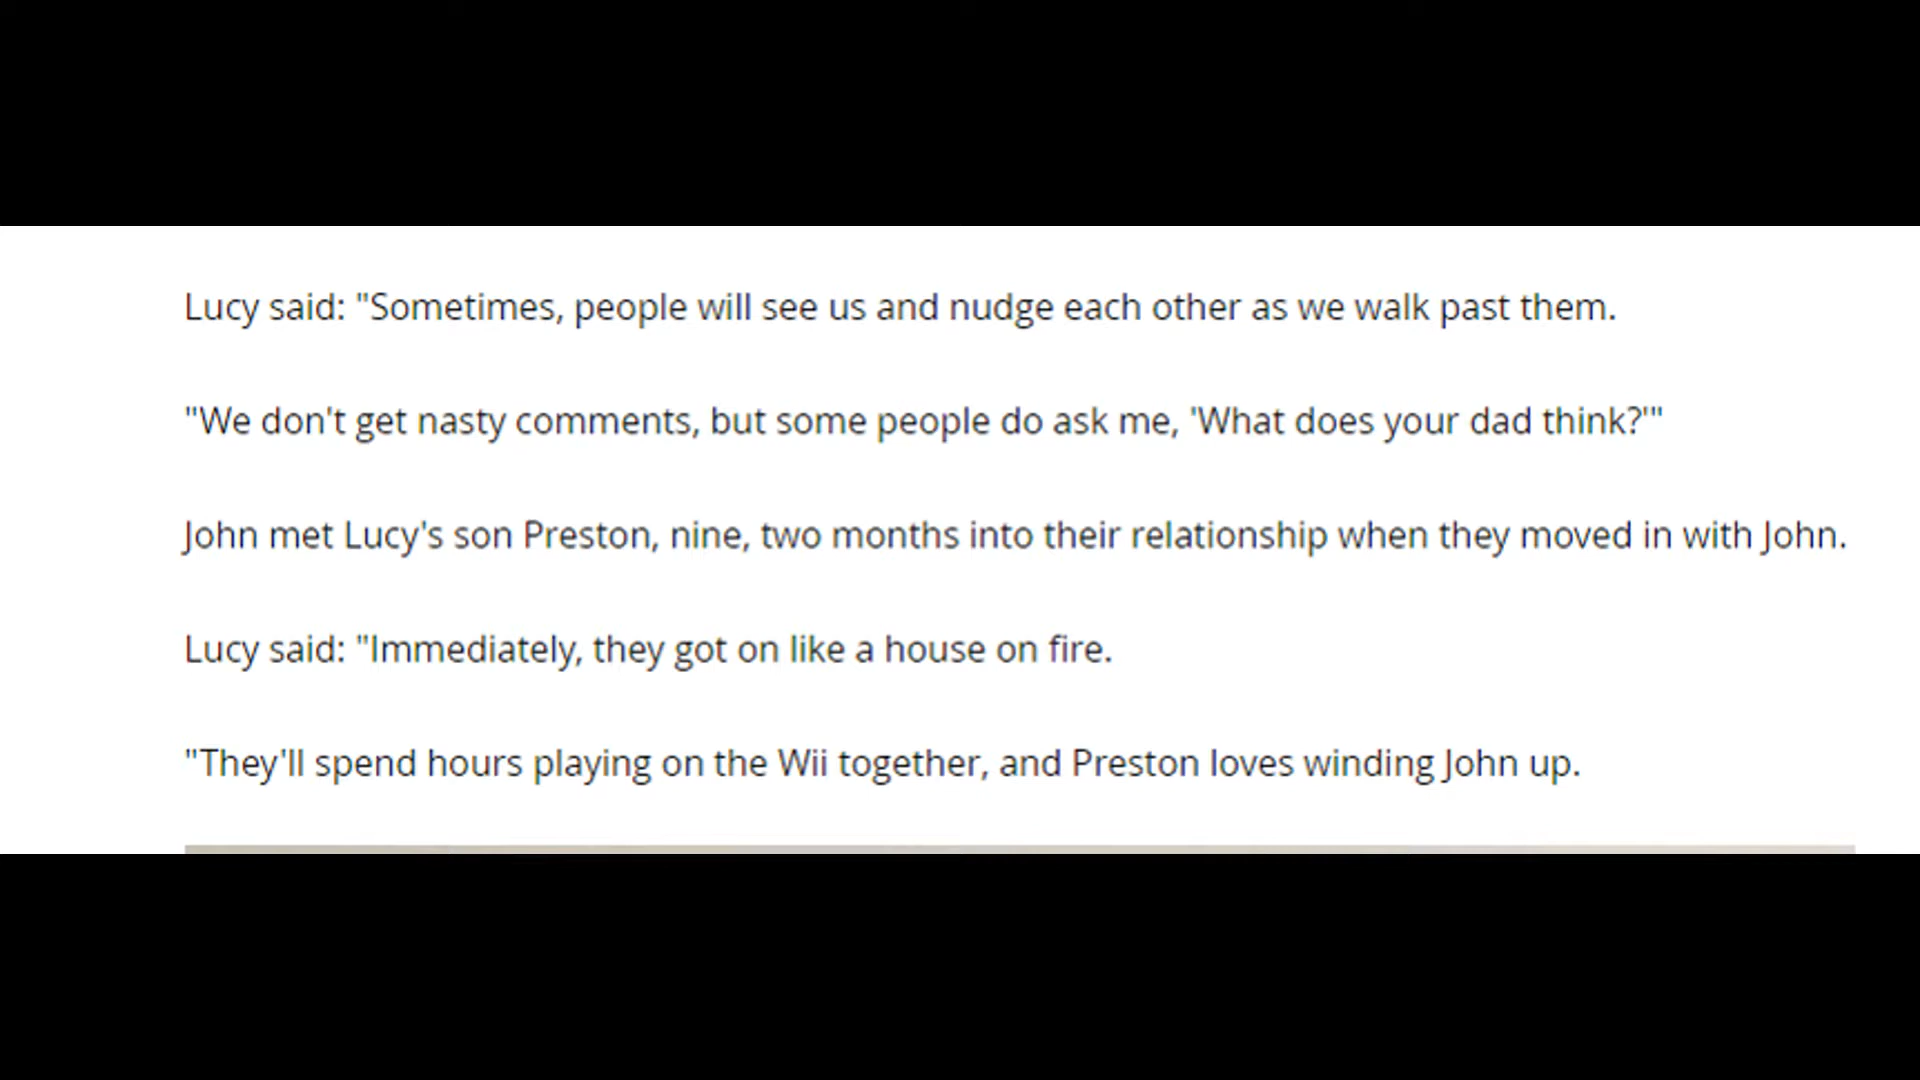 Lucy said: "Sometimes, people will see us and nudge each other as we walk past them.
"We don't get nasty comments, but some people do ask me, 'What does your dad think?'"
John met Lucy's son Preston, nine, two months into their relationship when they moved in with John.
Lucy said: "Immediately, they got on like a house on fire.
"They'll spend hours playing on the Wii together, and Preston loves winding John up.